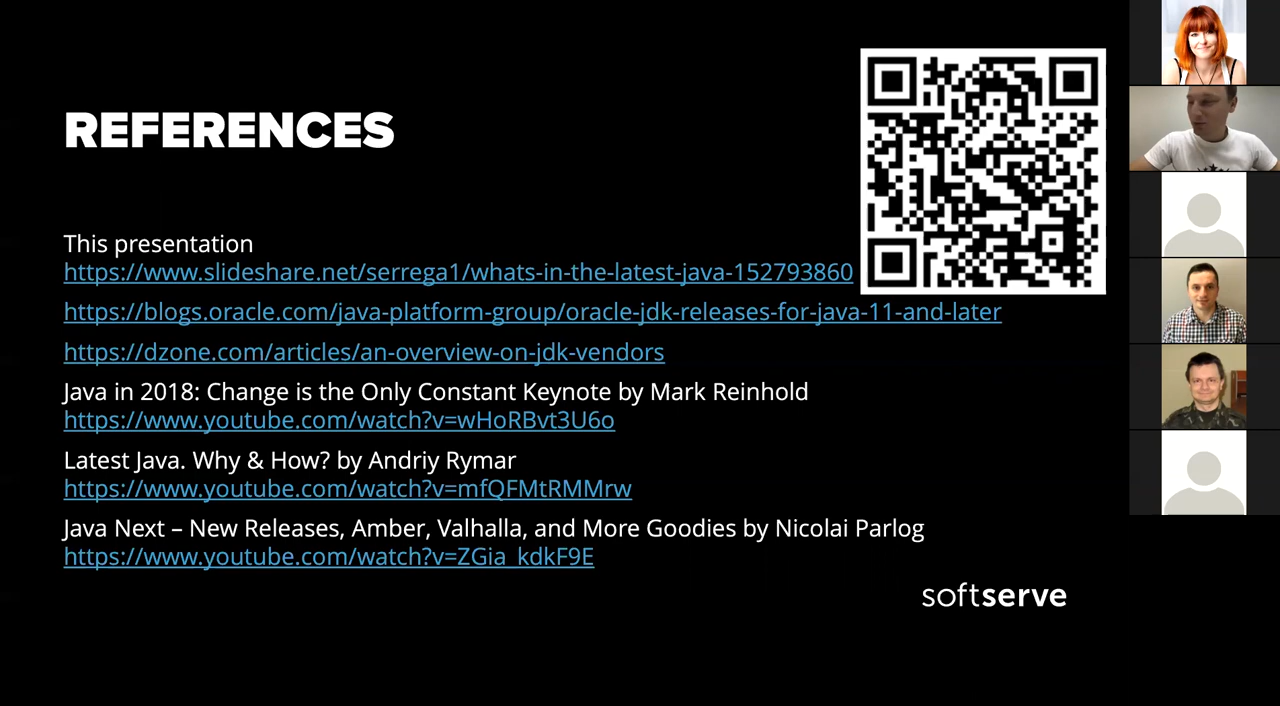 REFERENCES
This presentation
https://www.slideshare.net/serrega1/whats-in-the-latest-java-152793860
https://blogs.oracle.com/java-platform-group/oracle-jdk-releases-for-java-11-and-later
https://dzone.com/articles/an-overview-on-jdk-vendors
Java in 2018: Change is the Only Constant Keynote by Mark Reinhold
https://www.youtube.com/watch?v=wHoRBvt3U6o
Latest Java. Why & How? by Andriy Rymar
https://www.youtube.com/watch?v=mfQFMtRMMrw
Java Next – New Releases, Amber, Valhalla, and More Goodies by Nicolai Parlog
https://www.youtube.com/watch?v=ZGia_kdkF9E
softserve